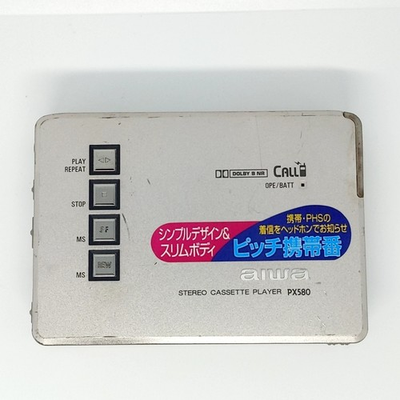 PLAY
REPEAT
STOP
MS
MS
DOLBY B NR
CALL
OPE/BATT
シンプルデザイン&
スリムボディ
携帯・PHSの
着信をヘッドホンでお知らせ
ピッチ携帯番
aiwa
STEREO CASSETTE PLAYER PX580